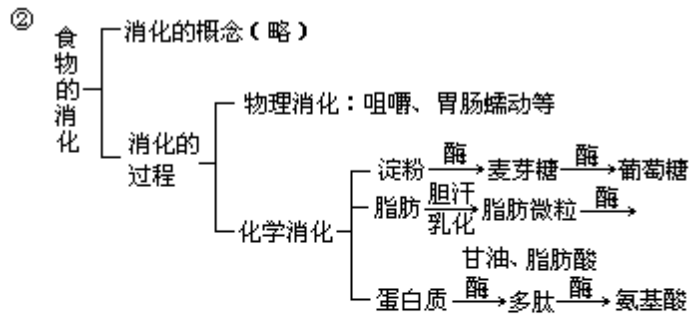 ②
食物的消化
消化的概念（略）
消化的过程
物理消化：咀嚼、胃肠蠕动等
化学消化
淀粉 酶 麦芽糖 酶 葡萄糖
脂肪 胆汁 乳化 脂肪微粒 酶
甘油、脂肪酸
蛋白质 酶 多肽 酶 氨基酸